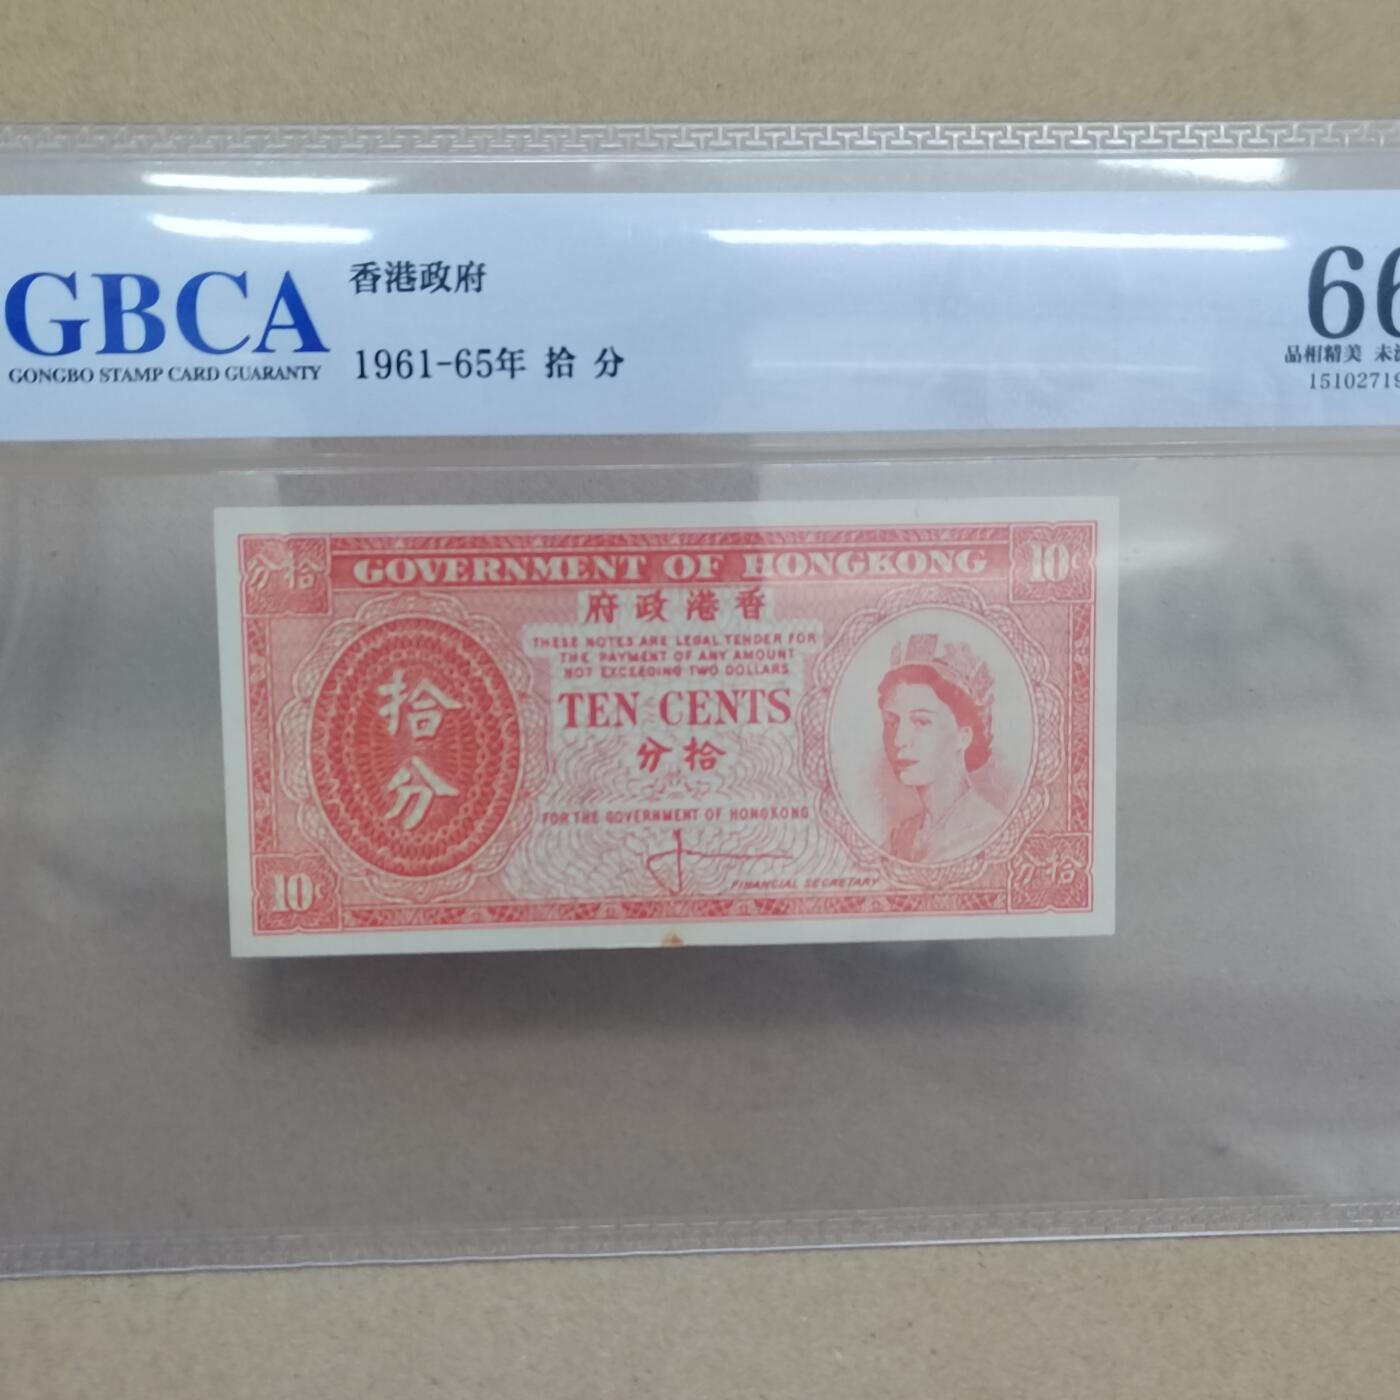 GBCA
GONGBO STAMP CARD GUARANTY
香港政府
1961-65年 拾 分
66
品相精美 未
15102719
分拾
GOVERNMENT OF HONGKONG
10c
府政港香
THESE NOTES ARE LEGAL TENDER FOR
THE PAYMENT OF ANY AMOUNT
NOT EXCEEDING TWO DOLLARS
拾
分
TEN CENTS
分拾
FOR THE GOVERNMENT OF HONGKONG
FINANCIAL SECRETARY
10c
分拾